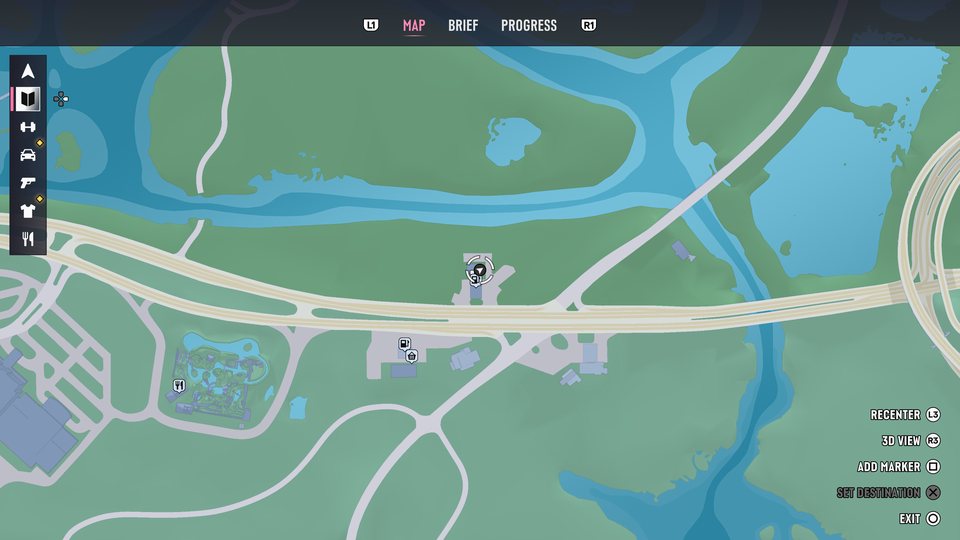 L1 MAP BRIEF PROGRESS R1
RECENTER L3
3D VIEW R3
ADD MARKER
SET DESTINATION
EXIT